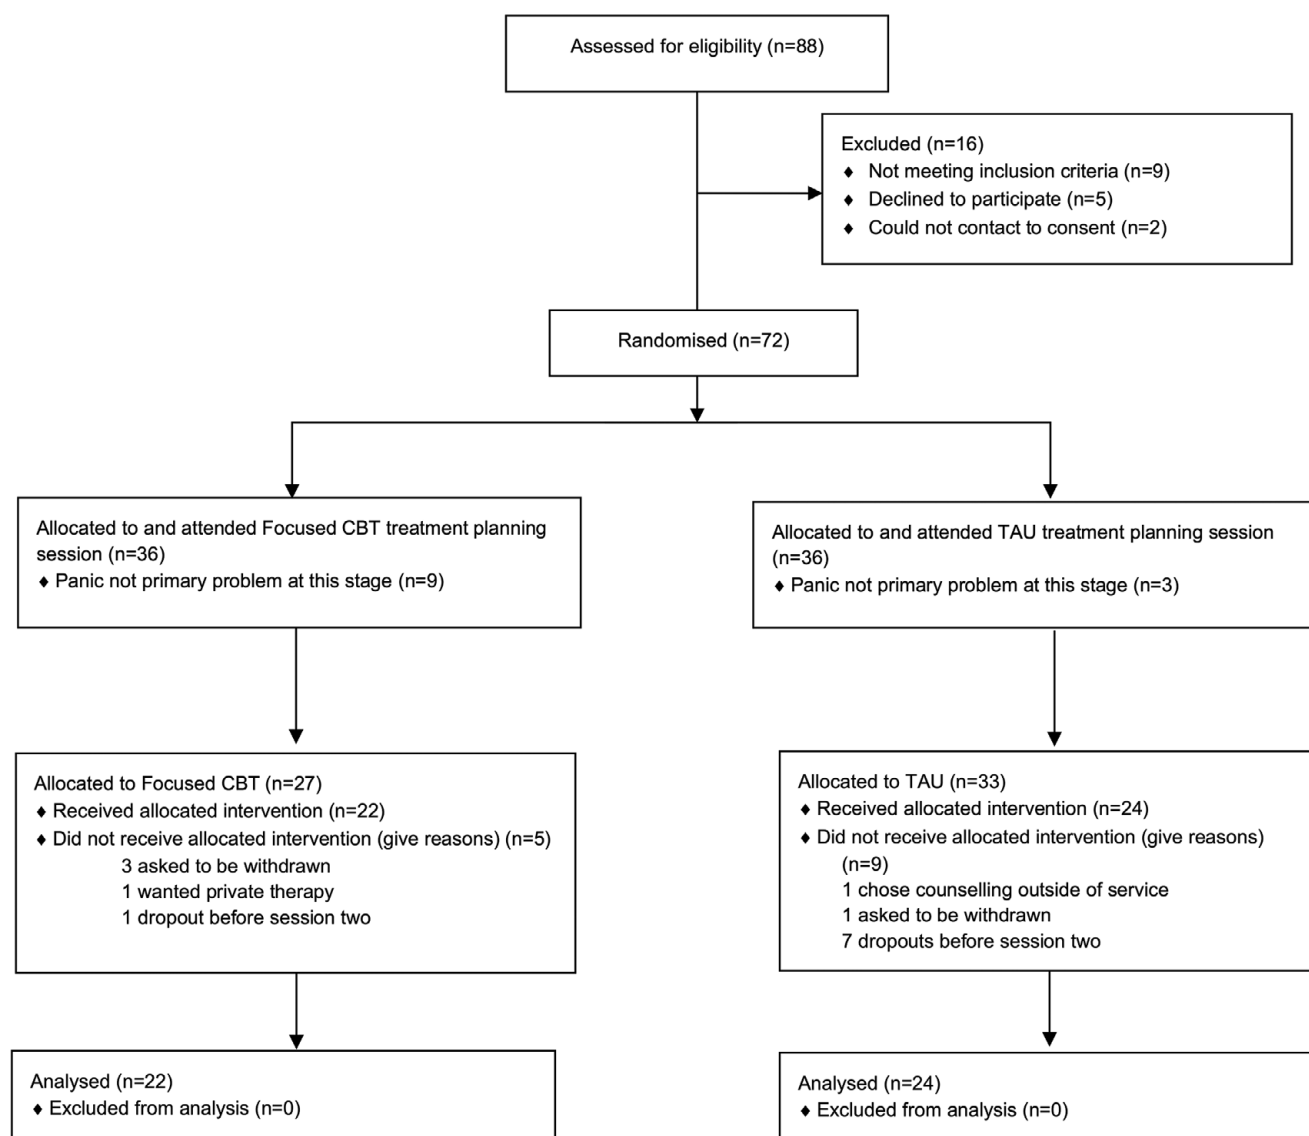 Assessed for eligibility (n=88)
Excluded (n=16)
♦ Not meeting inclusion criteria (n=9)
♦ Declined to participate (n=5)
♦ Could not contact to consent (n=2)
Randomised (n=72)
Allocated to and attended Focused CBT treatment planning
session (n=36)
♦ Panic not primary problem at this stage (n=9)
Allocated to and attended TAU treatment planning session
(n=36)
♦ Panic not primary problem at this stage (n=3)
Allocated to Focused CBT (n=27)
♦ Received allocated intervention (n=22)
♦ Did not receive allocated intervention (give reasons) (n=5)
3 asked to be withdrawn
1 wanted private therapy
1 dropout before session two
Allocated to TAU (n=33)
♦ Received allocated intervention (n=24)
♦ Did not receive allocated intervention (give reasons)
(n=9)
1 chose counselling outside of service
1 asked to be withdrawn
7 dropouts before session two
Analysed (n=22)
♦ Excluded from analysis (n=0)
Analysed (n=24)
♦ Excluded from analysis (n=0)